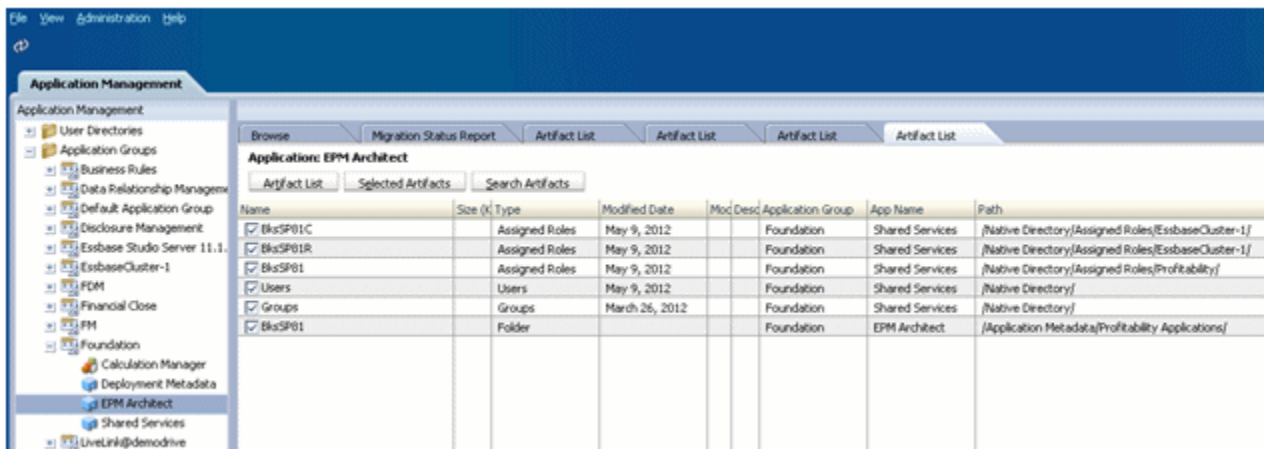 File View Administration Help
Application Management
Application Management
User Directories
Application Groups
Business Rules
Data Relationship Manageme
Default Application Group
Disclosure Management
Essbase Studio Server 11.1.
EssbaseCluster-1
FDM
Financial Close
FM
Foundation
Calculation Manager
Deployment Metadata
EPM Architect
Shared Services
LiveLink@demodrive
Browse Migration Status Report Artifact List Artifact List Artifact List Artifact List
Application: EPM Architect
Artifact List Selected Artifacts Search Artifacts
Name Size (K Type Modified Date Moc Desc Application Group App Name Path
BksSP81C Assigned Roles May 9, 2012 Foundation Shared Services /Native Directory/Assigned Roles/EssbaseCluster-1/
BksSP81R Assigned Roles May 9, 2012 Foundation Shared Services /Native Directory/Assigned Roles/EssbaseCluster-1/
BksSP81 Assigned Roles May 9, 2012 Foundation Shared Services /Native Directory/Assigned Roles/Profitability/
Users Users May 9, 2012 Foundation Shared Services /Native Directory/
Groups Groups March 26, 2012 Foundation Shared Services /Native Directory/
BksSP81 Folder Foundation EPM Architect /Application Metadata/Profitability Applications/